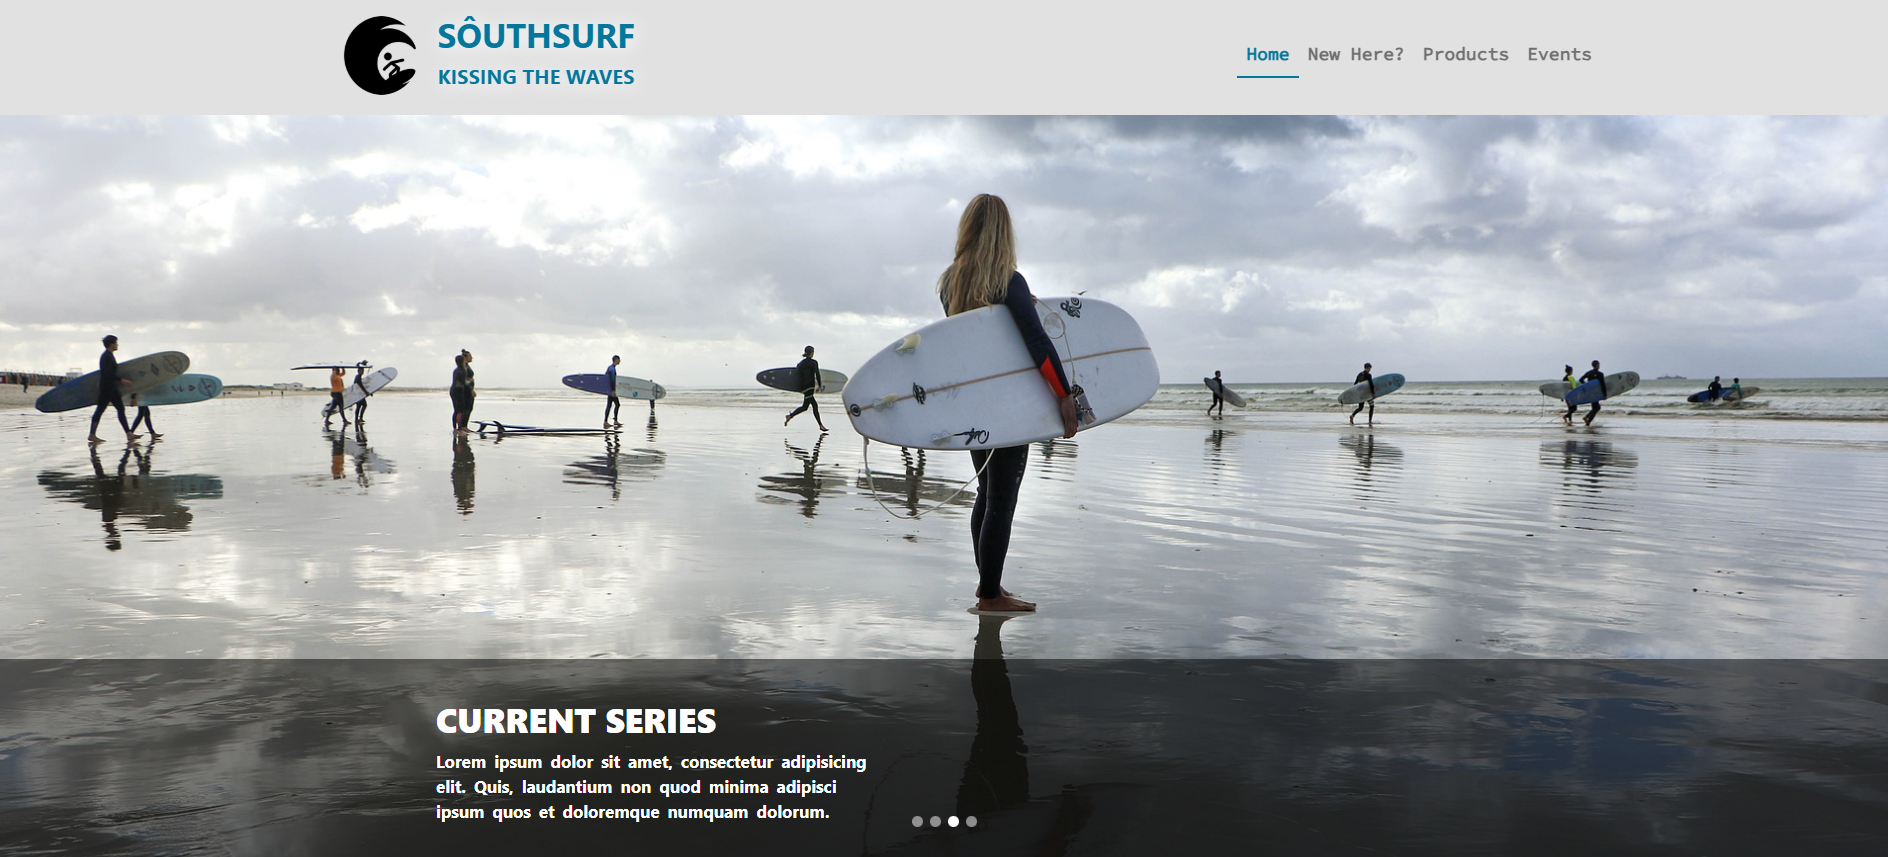 SÔUTHSURF
KISSING THE WAVES
Home New Here? Products Events
CURRENT SERIES
Lorem ipsum dolor sit amet, consectetur adipisicing
elit. Quis, laudantium non quod minima adipisci
ipsum quos et doloremque numquam dolorum.